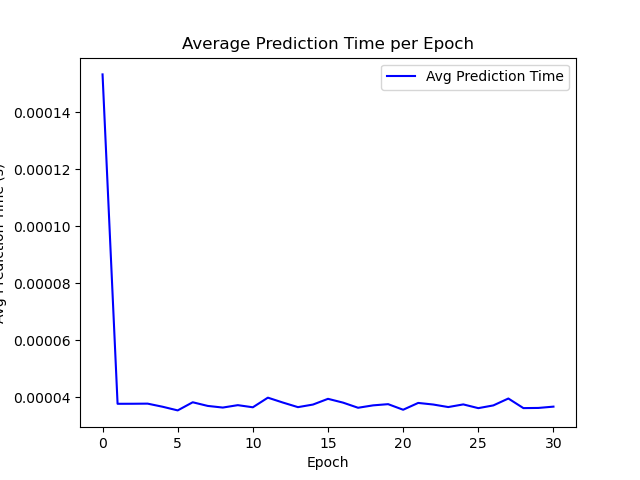 Average Prediction Time per Epoch
Avg Prediction Time
0.00014
0.00012
0.00010
0.00008
0.00006
0.00004
Avg Prediction Time (s)
0 5 10 15 20 25 30
Epoch